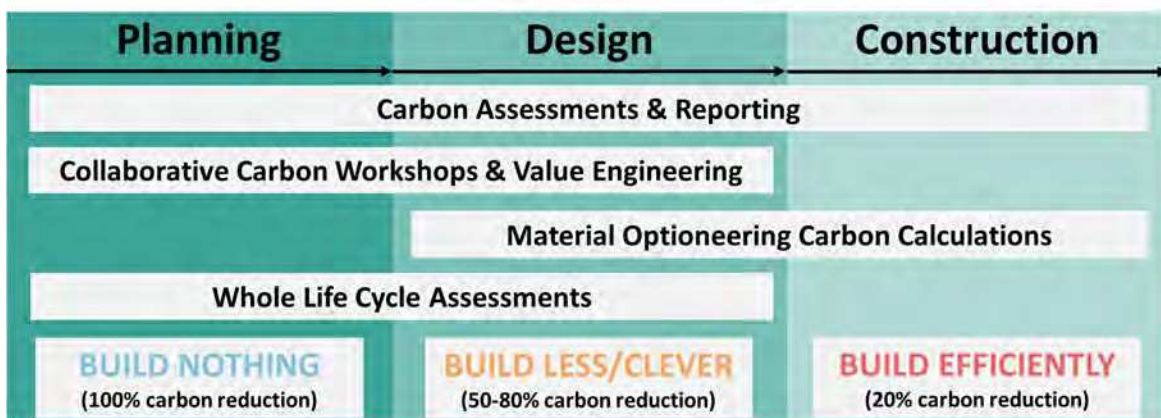 Planning
Design
Construction
Carbon Assessments & Reporting
Collaborative Carbon Workshops & Value Engineering
Material Optioneering Carbon Calculations
Whole Life Cycle Assessments
BUILD NOTHING
(100% carbon reduction)
BUILD LESS/CLEVER
(50-80% carbon reduction)
BUILD EFFICIENTLY
(20% carbon reduction)